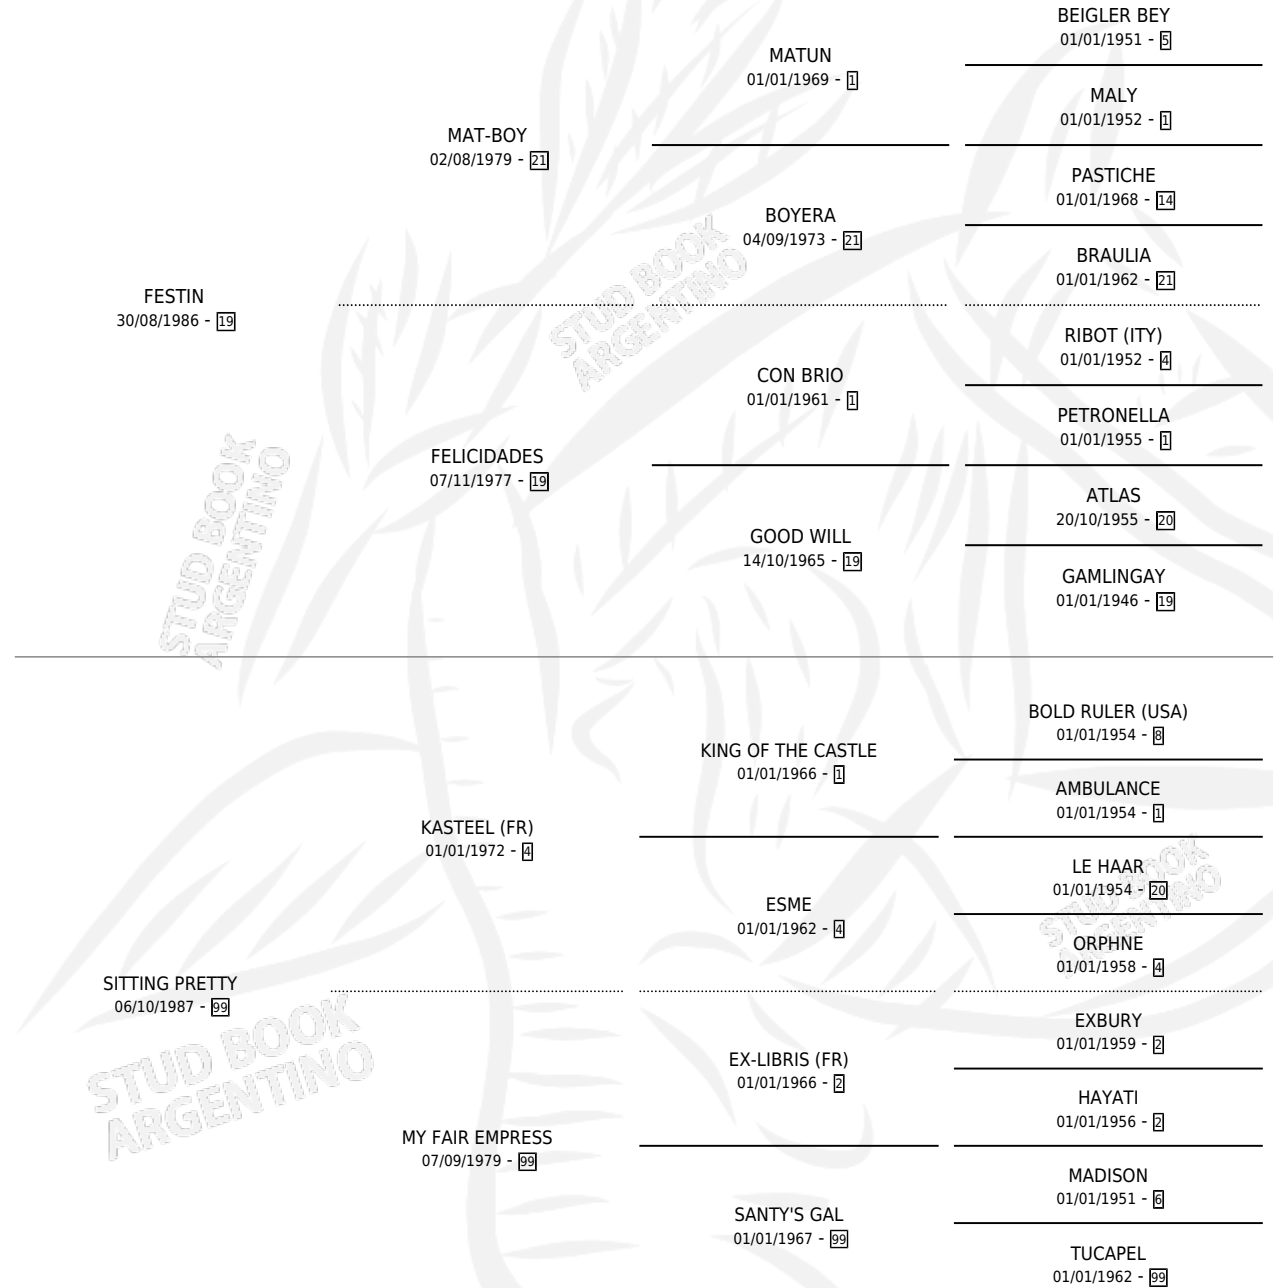 BEIGLER BEY
01/01/1951 - 5
MATUN
01/01/1969 - 1
MALY
01/01/1952 - 1
MAT-BOY
02/08/1979 - 21
PASTICHE
01/01/1968 - 14
BOYERA
04/09/1973 - 21
BRAULIA
01/01/1962 - 21
FESTIN
30/08/1986 - 19
RIBOT (ITY)
01/01/1952 - 4
CON BRIO
01/01/1961 - 1
PETRONELLA
01/01/1955 - 1
FELICIDADES
07/11/1977 - 19
ATLAS
20/10/1955 - 20
GOOD WILL
14/10/1965 - 19
GAMLINGAY
01/01/1946 - 19
BOLD RULER (USA)
01/01/1954 - 8
KING OF THE CASTLE
01/01/1966 - 1
AMBULANCE
01/01/1954 - 1
KASTEEL (FR)
01/01/1972 - 4
LE HAAR
01/01/1954 - 20
ESME
01/01/1962 - 4
ORPHNE
01/01/1958 - 4
SITTING PRETTY
06/10/1987 - 99
EXBURY
01/01/1959 - 2
EX-LIBRIS (FR)
01/01/1966 - 2
HAYATI
01/01/1956 - 2
MY FAIR EMPRESS
07/09/1979 - 99
MADISON
01/01/1951 - 6
SANTY'S GAL
01/01/1967 - 99
TUCAPEL
01/01/1962 - 99
STUD BOOK
ARGENTINO
STUD BOOK
ARGENTINO
STUD BOOK
ARGENTINO
STUD BOOK
ARGENTINO